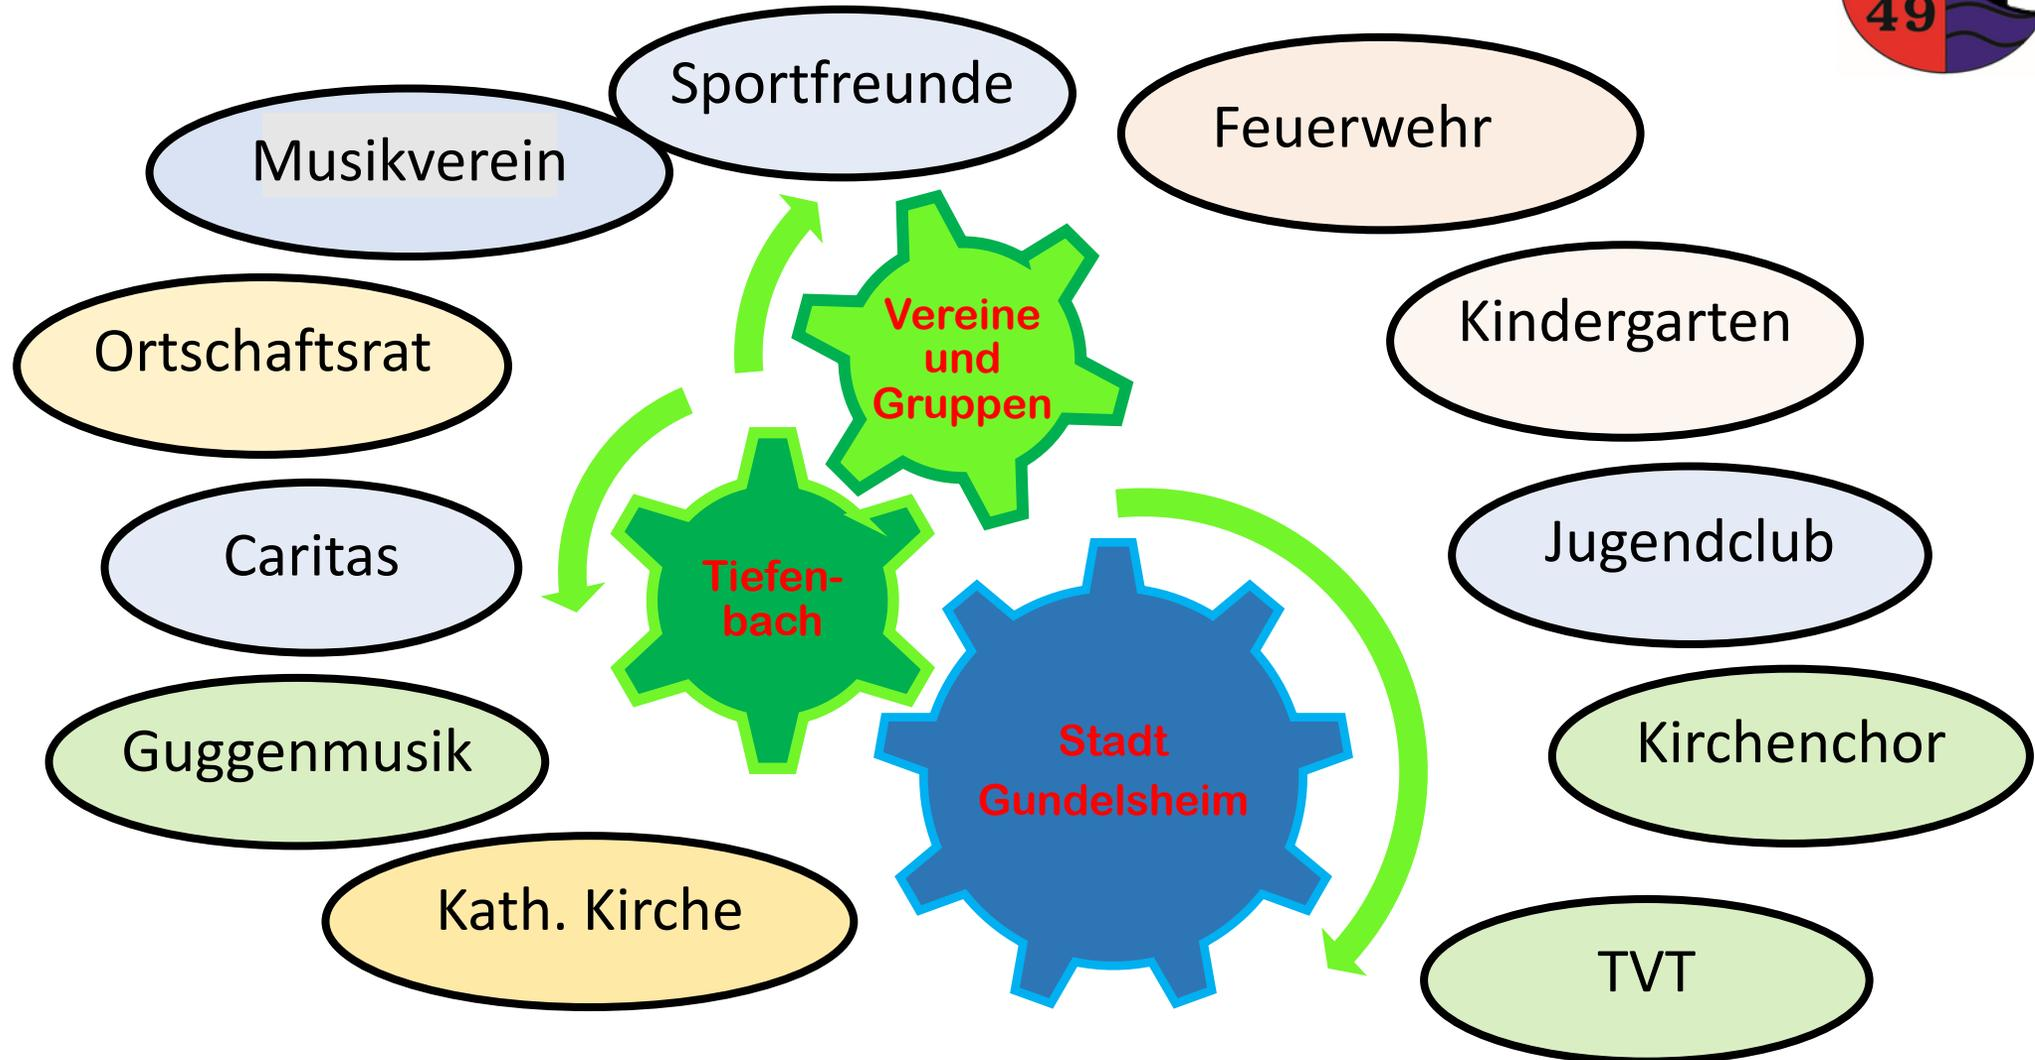 49
Sportfreunde
Feuerwehr
Musikverein
Kindergarten
Ortschaftsrat
Vereine
und
Gruppen
Caritas
Jugendclub
Tiefen-
bach
Guggenmusik
Stadt
Gundelsheim
Kirchenchor
Kath. Kirche
TVT